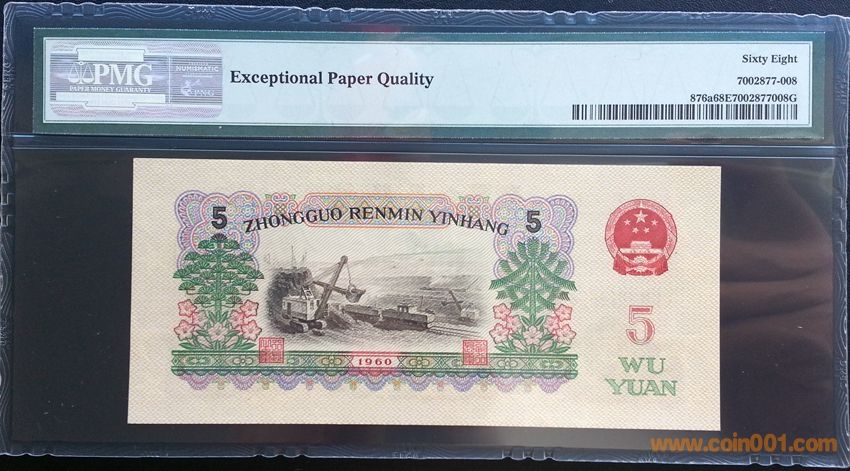 PMG
PAPER MONEY GUARANTY
NUMISMATIC
PNG
Exceptional Paper Quality
Sixty Eight
7002877-008
876a68E7002877008G
5
ZHONGGUO RENMIN YINHANG
5
1960
5
WU
YUAN
www.coin001.com